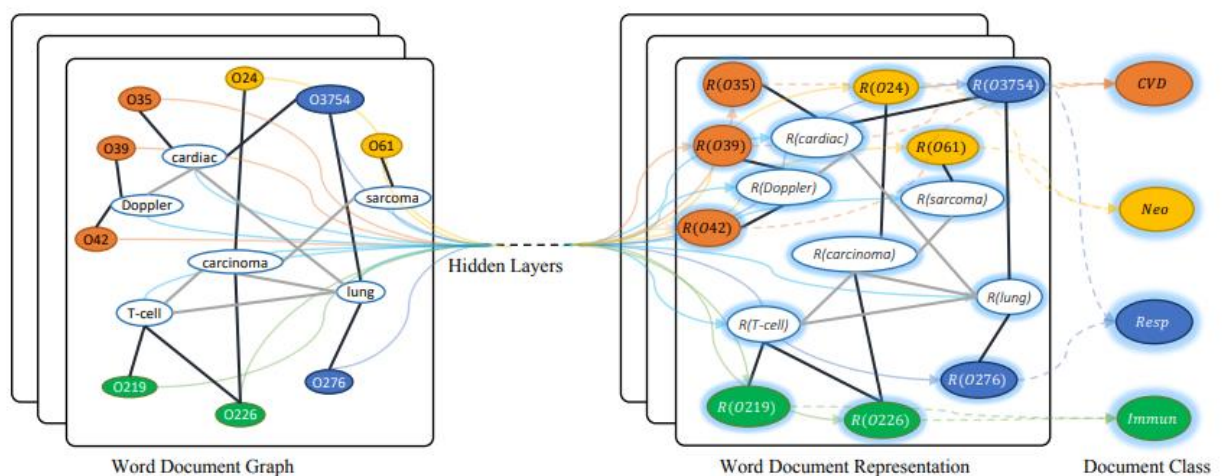 O24
O35
O3754
O39
O61
cardiac
Doppler
sarcoma
O42
carcinoma
lung
T-cell
O219
O276
O226
Word Document Graph
Hidden Layers
R(O35)
R(O24)
R(O3754)
R(cardiac)
R(O39)
R(O61)
R(Doppler)
R(sarcoma)
R(O42)
R(carcinoma)
R(lung)
R(T-cell)
R(O276)
R(O219)
R(O226)
Word Document Representation
CVD
Neo
Resp
Immun
Document Class